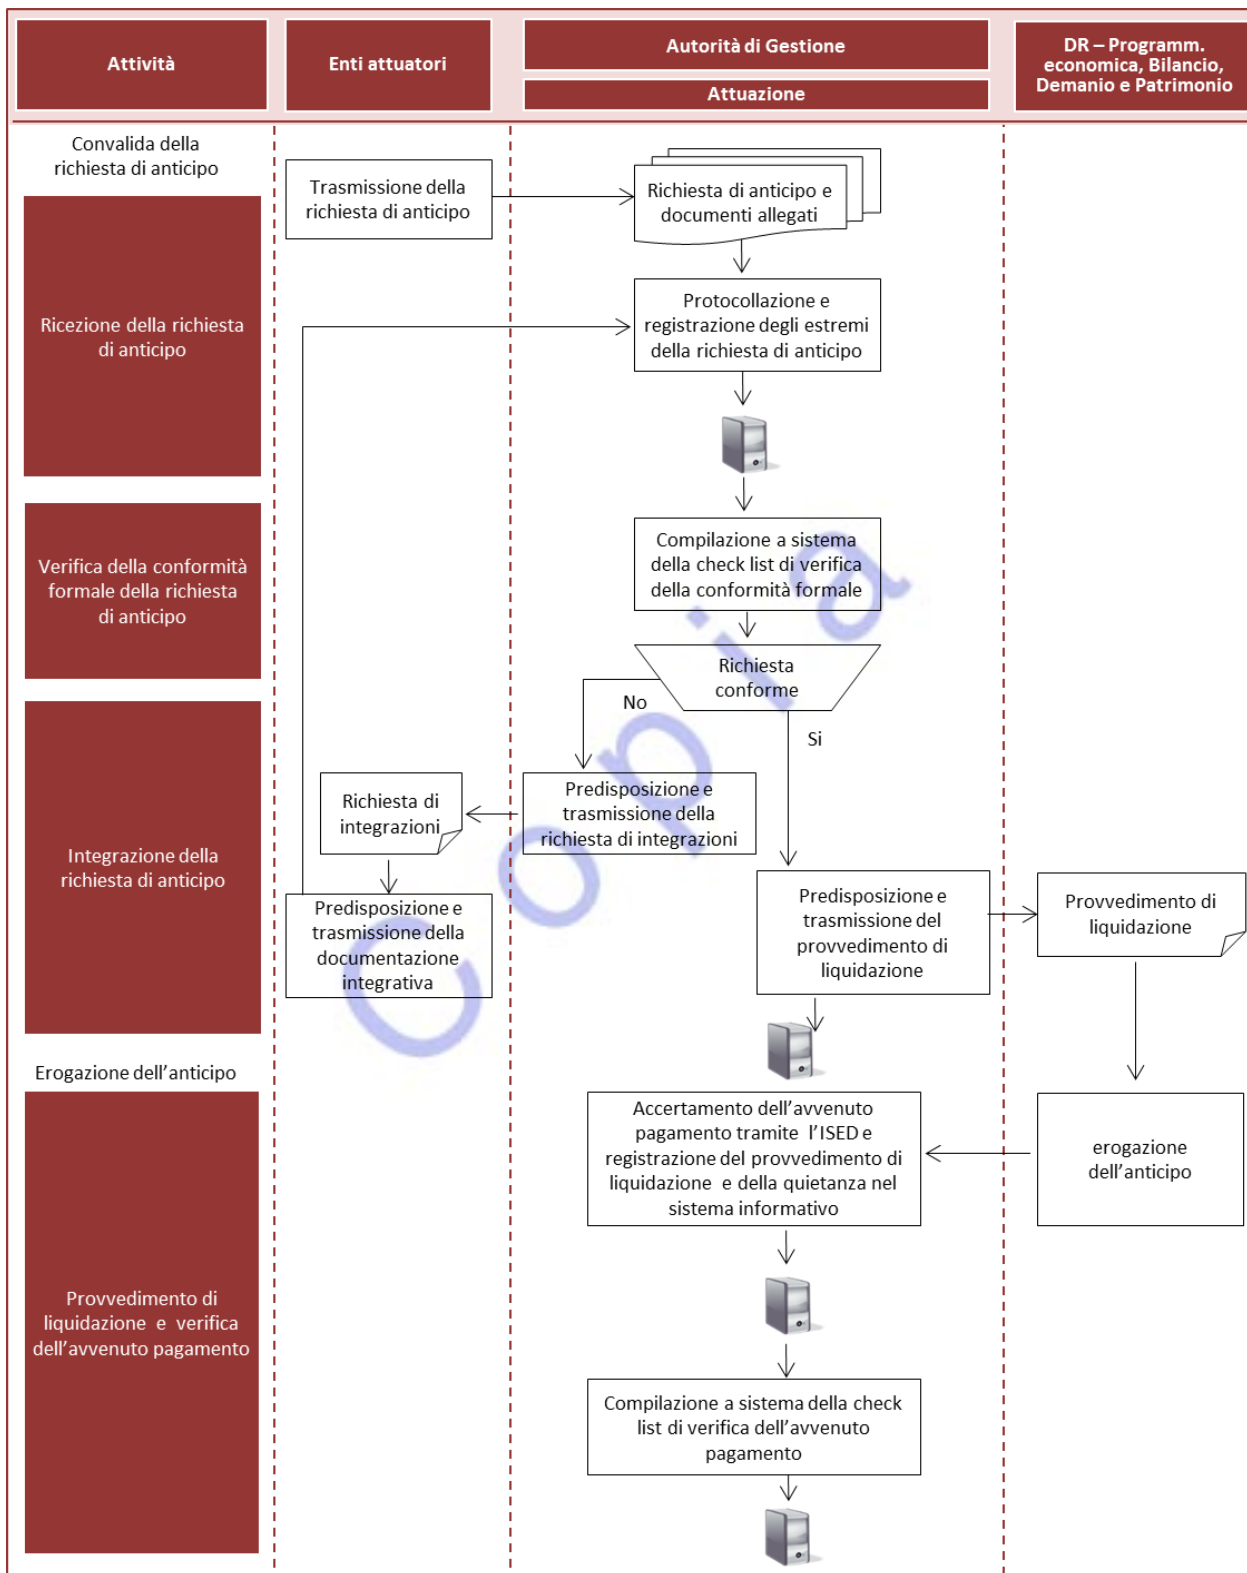 Attività
Enti attuatori
Autorità di Gestione
Attuazione
DR – Programm.
economica, Bilancio,
Demanio e Patrimonio
Convalida della
richiesta di anticipo
Trasmissione della
richiesta di anticipo
Richiesta di anticipo e
documenti allegati
Ricezione della richiesta
di anticipo
Protocollazione e
registrazione degli estremi
della richiesta di anticipo
Verifica della conformità
formale della richiesta
di anticipo
Compilazione a sistema
della check list di verifica
della conformità formale
Richiesta
conforme
No
Si
Integrazione della
richiesta di anticipo
Richiesta di
integrazioni
Predisposizione e
trasmissione della
richiesta di integrazioni
Predisposizione e
trasmissione della
documentazione
integrativa
Predisposizione e
trasmissione del
provvedimento di
liquidazione
Provvedimento di
liquidazione
Erogazione dell’anticipo
Provvedimento di
liquidazione e verifica
dell’avvenuto pagamento
Accertamento dell’avvenuto
pagamento tramite l’ISED e
registrazione del provvedimento di
liquidazione e della quietanza nel
sistema informativo
erogazione
dell’anticipo
Compilazione a sistema della check
list di verifica dell’avvenuto
pagamento
Copia